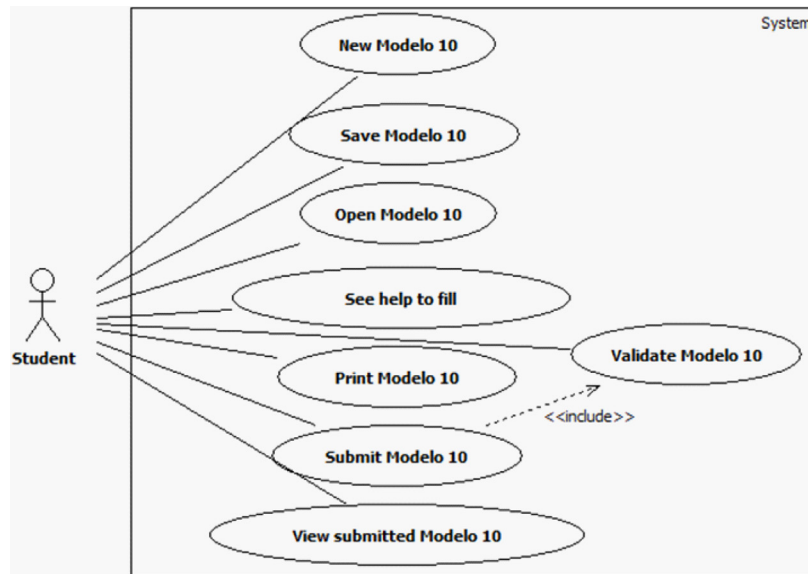 System
New Modelo 10
Save Modelo 10
Open Modelo 10
See help to fill
Student
Validate Modelo 10
Print Modelo 10
<<include>>
Submit Modelo 10
View submitted Modelo 10